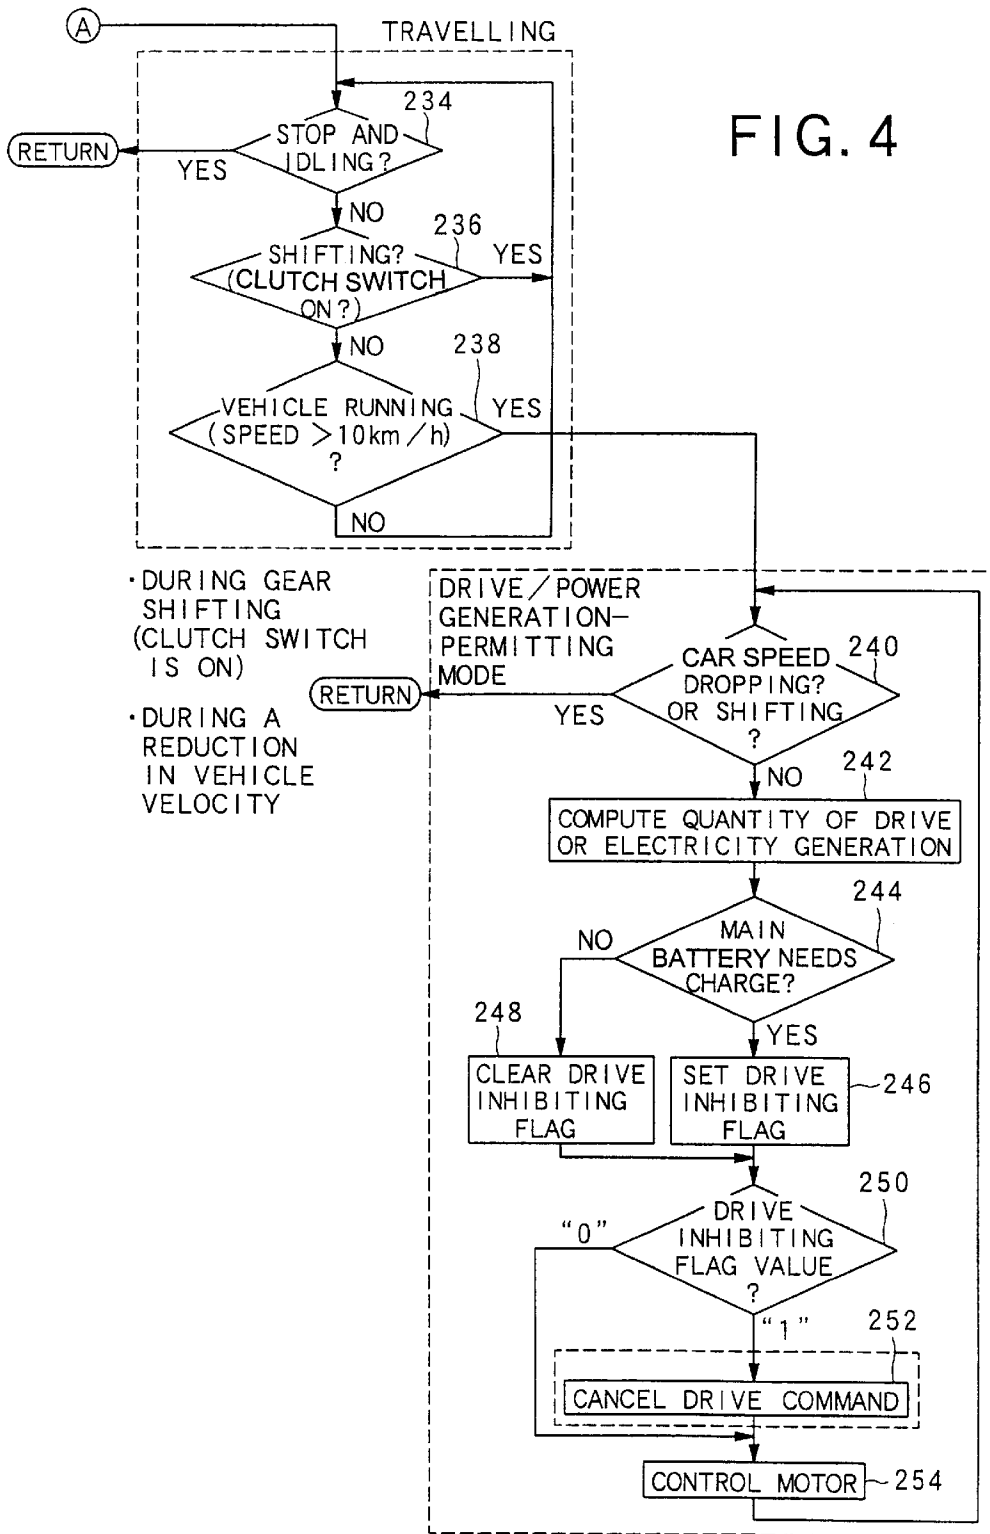 A
TRAVELLING
FIG. 4
234
STOP AND
IDLING?
RETURN
YES
NO
236
SHIFTING?
(CLUTCH SWITCH
ON?)
YES
NO
238
VEHICLE RUNNING
(SPEED > 10km/h)
?
YES
NO
·DURING GEAR
SHIFTING
(CLUTCH SWITCH
IS ON)
·DURING A
REDUCTION
IN VEHICLE
VELOCITY
DRIVE/POWER
GENERATION-
PERMITTING
MODE
240
CAR SPEED
DROPPING?
OR SHIFTING
?
RETURN
YES
NO
242
COMPUTE QUANTITY OF DRIVE
OR ELECTRICITY GENERATION
244
MAIN
BATTERY NEEDS
CHARGE?
NO
YES
248
CLEAR DRIVE
INHIBITING
FLAG
SET DRIVE
INHIBITING
FLAG
246
250
DRIVE
INHIBITING
FLAG VALUE
?
“0”
“1”
252
CANCEL DRIVE COMMAND
CONTROL MOTOR
254